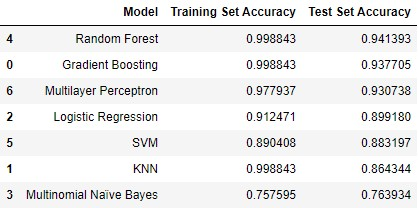 Model Training Set Accuracy Test Set Accuracy
4 Random Forest 0.998843 0.941393
0 Gradient Boosting 0.998843 0.937705
6 Multilayer Perceptron 0.977937 0.930738
2 Logistic Regression 0.912471 0.899180
5 SVM 0.890408 0.883197
1 KNN 0.998843 0.864344
3 Multinomial Naïve Bayes 0.757595 0.763934